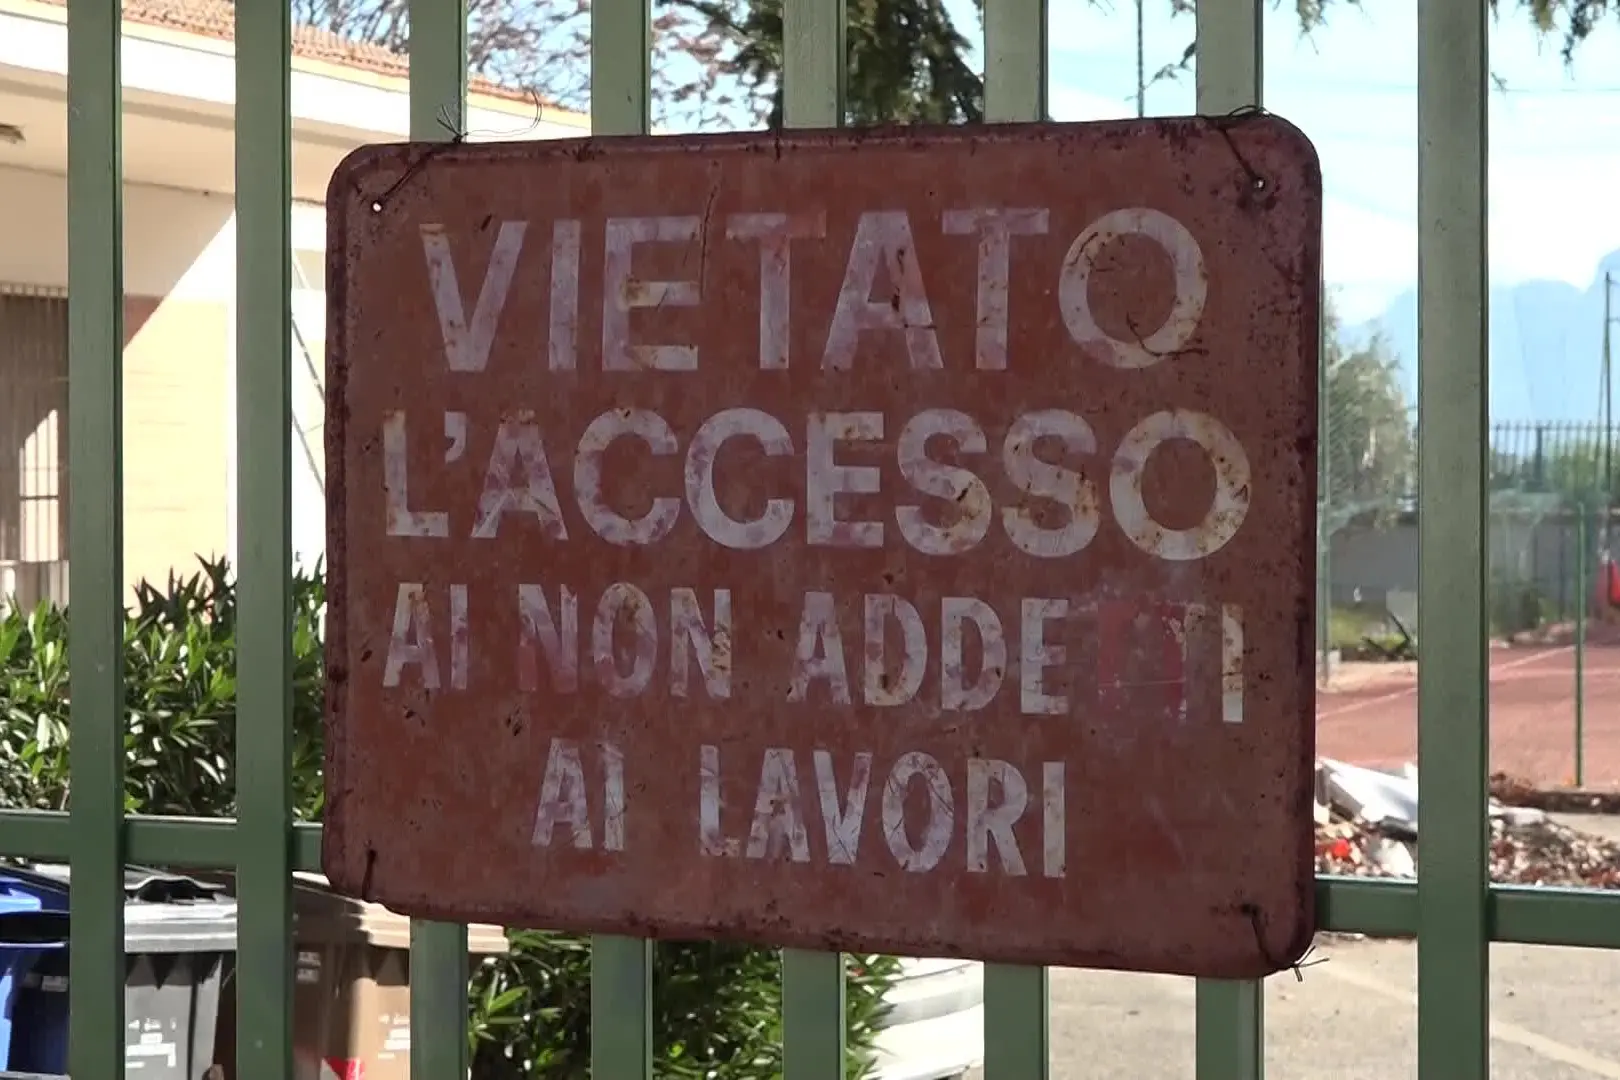 VIETATO
L'ACCESSO
AI NON ADDETTI
AI LAVORI